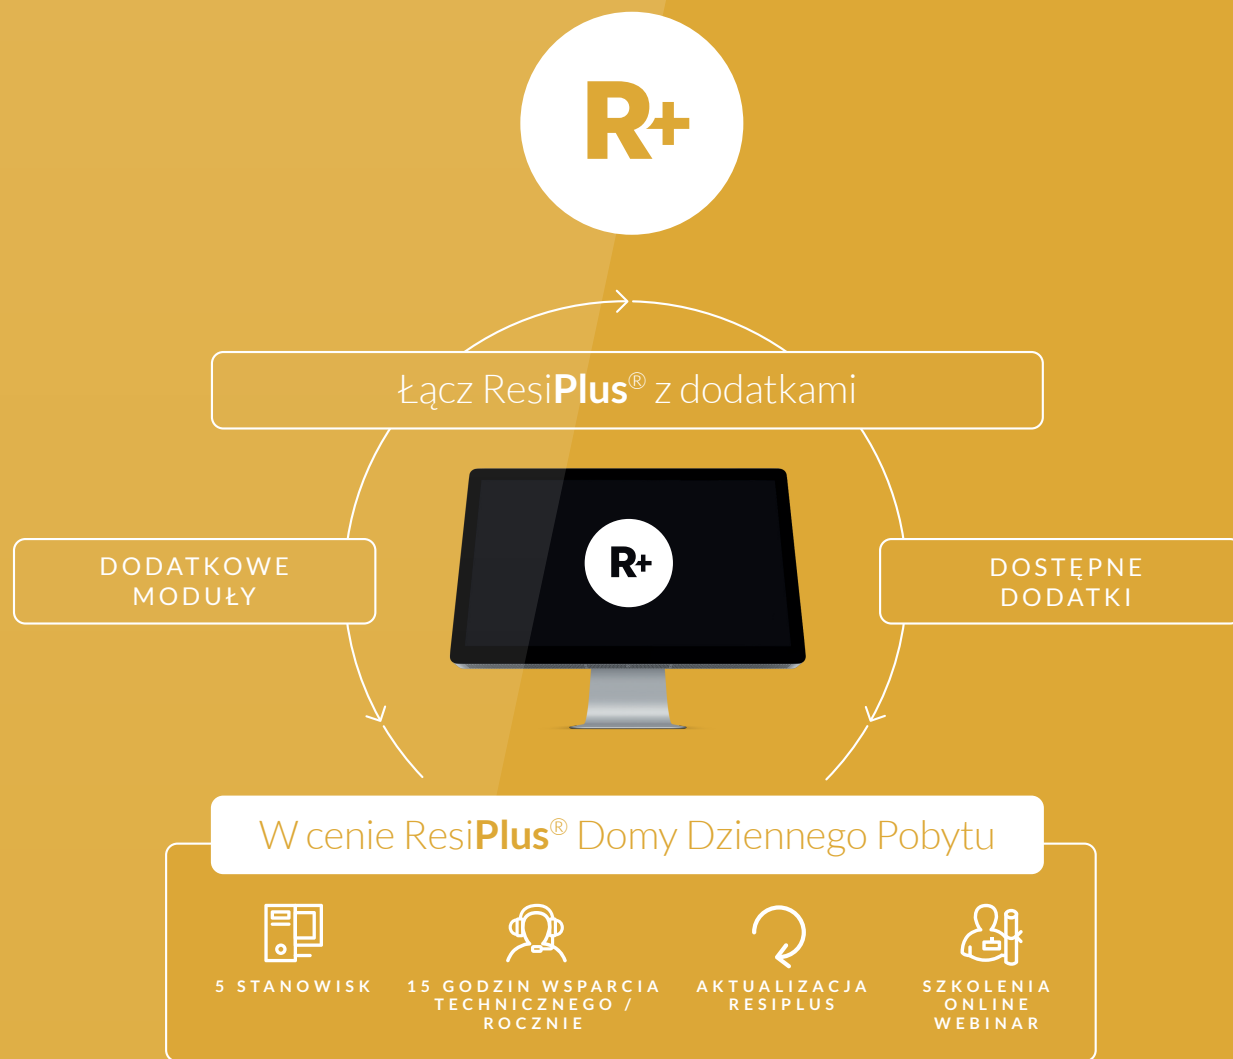 R+
Łącz ResiPlus® z dodatkami
R+
DODATKOWE
MODUŁY
DOSTĘPNE
DODATKI
W cenie ResiPlus® Domy Dziennego Pobytu
5 STANOWISK
15 GODZIN WSPARCIA
TECHNICZNEGO /
ROCZNIE
AKTUALIZACJA
RESIPLUS
SZKOLENIA
ONLINE
WEBINAR